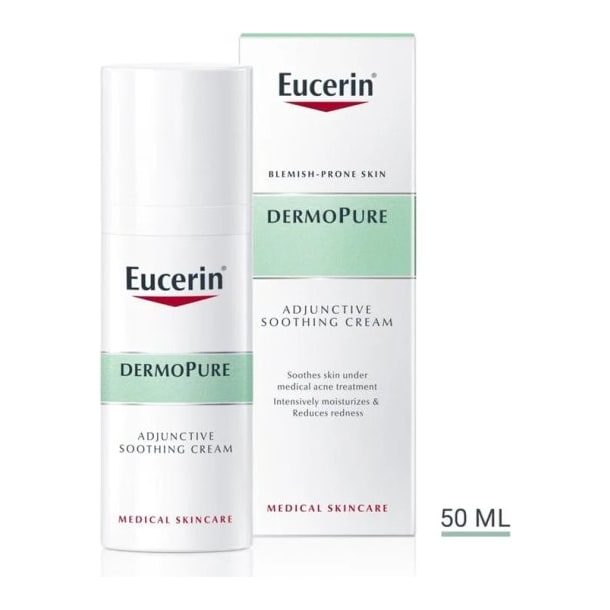 Eucerin®
BLEMISH-PRONE SKIN
DERMOPURE
ADJUNCTIVE
SOOTHING CREAM
Soothes skin under
medical acne treatment
Intensively moisturizes &
Reduces redness
MEDICAL SKINCARE
Eucerin®
DERMOPURE
ADJUNCTIVE
SOOTHING CREAM
MEDICAL SKINCARE
50 ML